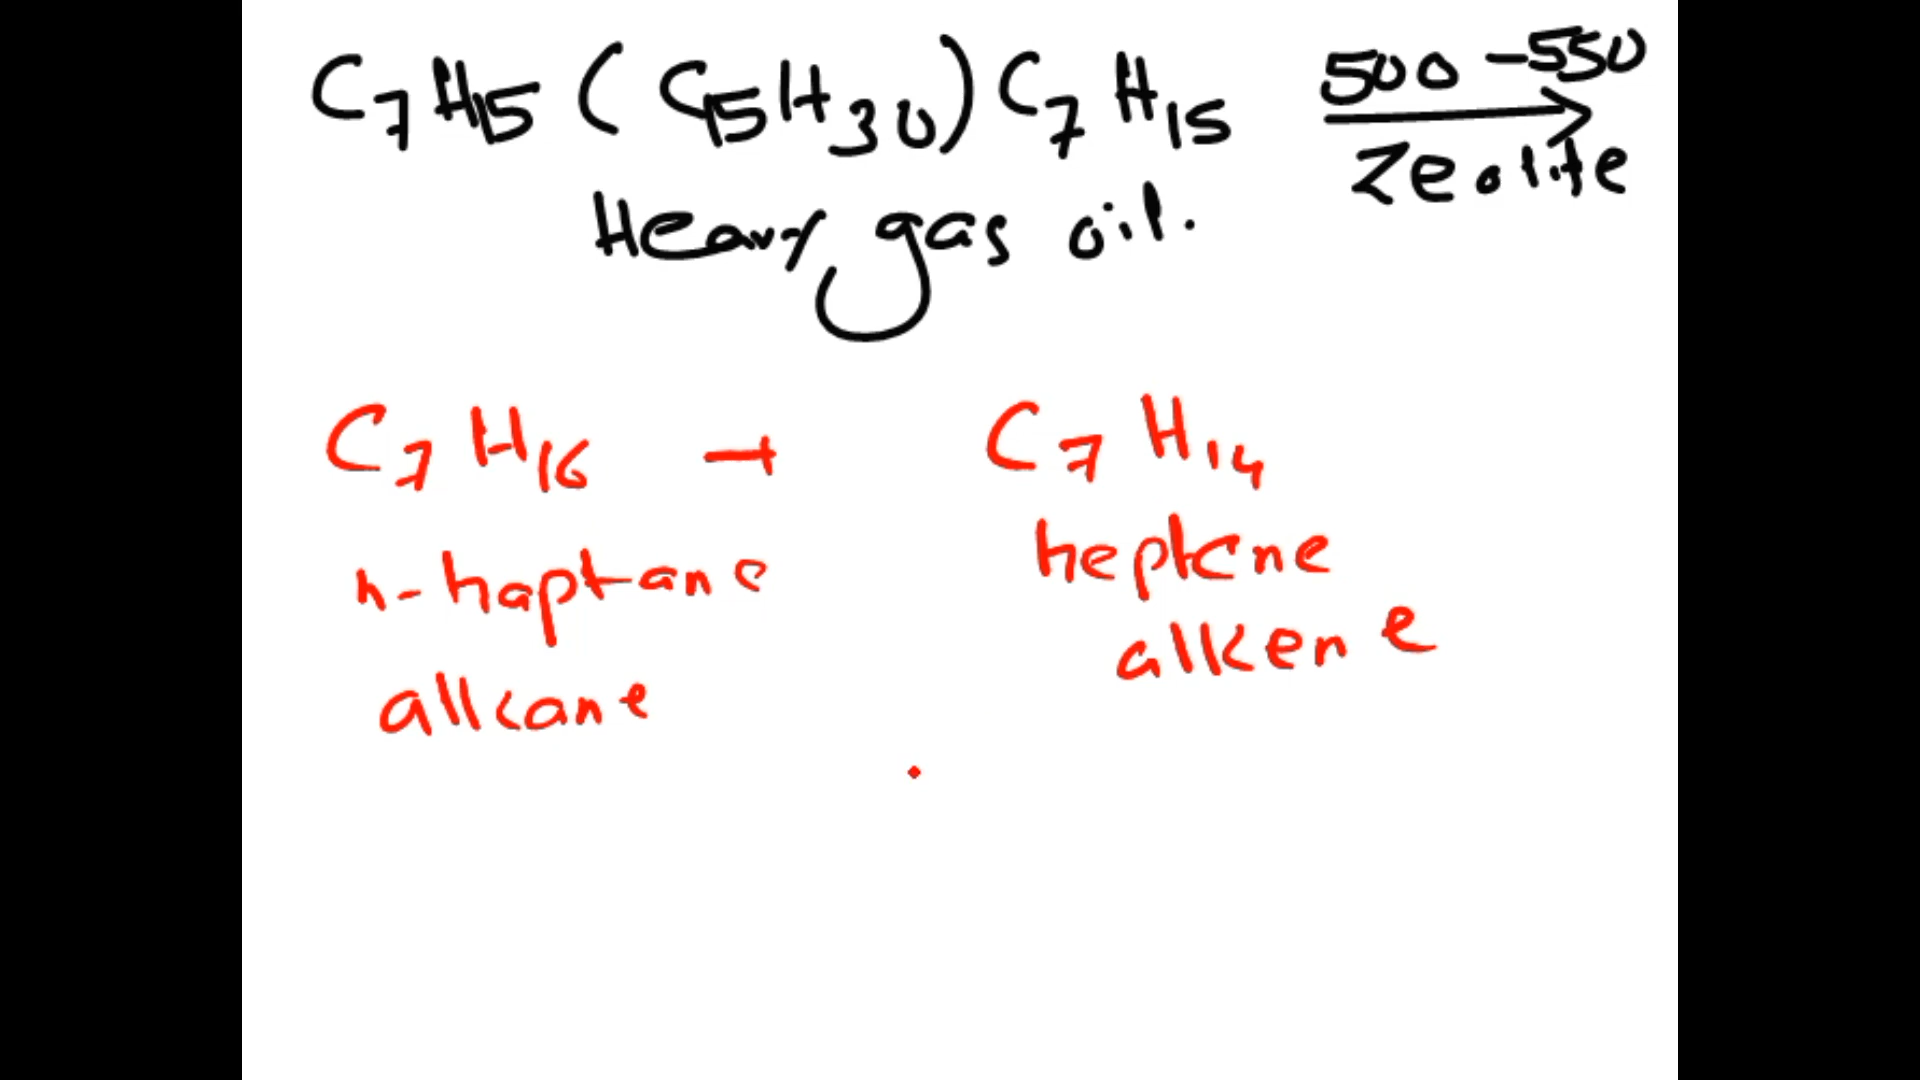 C7H15 (C15H30) C7H15 500-550
zeolite
Heavy gas oil.
C7H16 + C7H14
n-haptane heptene
alkane alkene